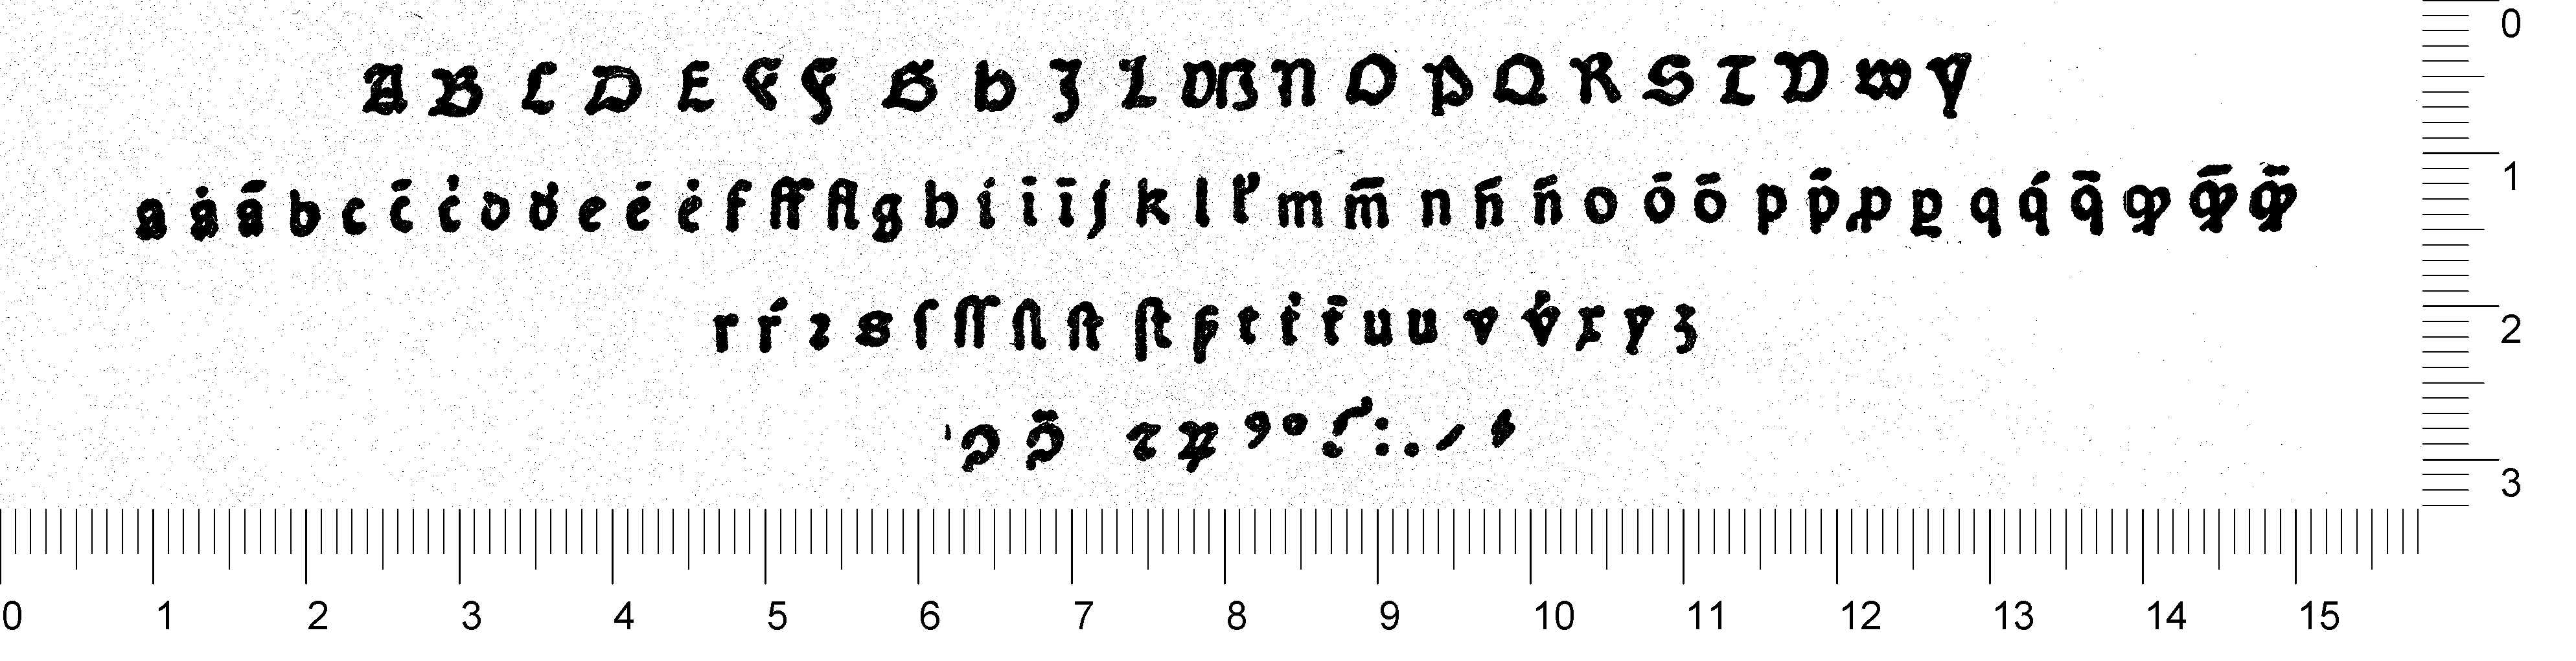 A B C D E F F G H J L M N O P Q R S T V W Y
a á ā b c c̄ ċ d đ e ē ė f ff fl g h i ī ī j k l ł m m̄ n n̄ n̄ o ō ō p p̄ ꝓ ꝑ q q́ q̄ ꝙ ꝙ̄ ꝙ̄
r ŕ ꝛ s ſ ſſ ſl ſt ſt p t ṫ t̄ u u v v̇ x y z
' ꝯ ꝯ̄ ⁊ ꝝ ꝰ º ? : . /
0 1 2 3 4 5 6 7 8 9 10 11 12 13 14 15
0
1
2
3